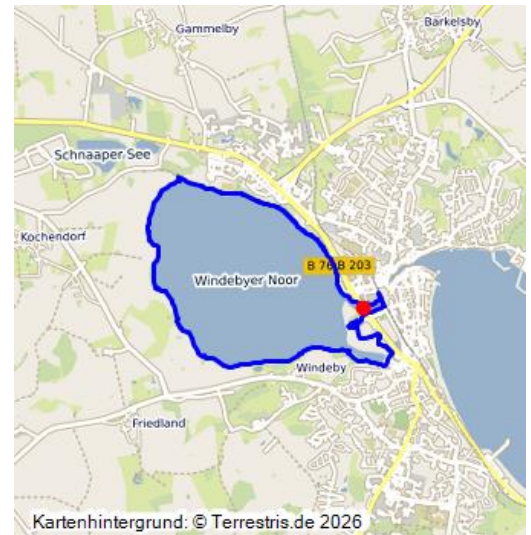 Gammelby
Barkelsby
Schnaaper See
Kochendorf
B 76 B 203
Windebyer Noor
Windeby
Friedland
Kartenhintergrund: © Terrestris.de 2026